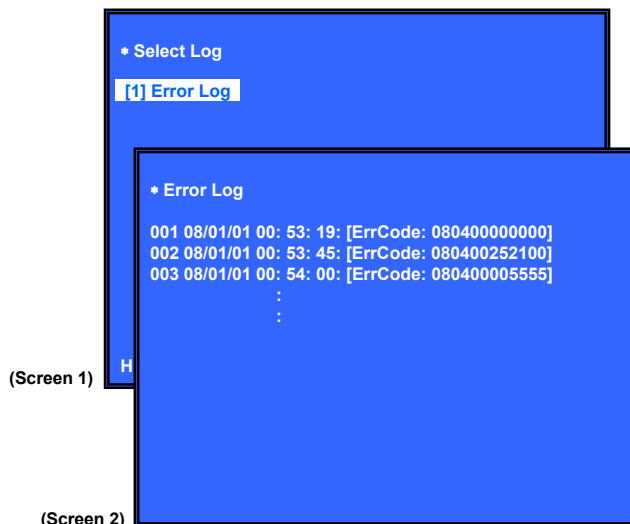 * Select Log
[1] Error Log
* Error Log
001 08/01/01 00: 53: 19: [ErrCode: 080400000000]
002 08/01/01 00: 53: 45: [ErrCode: 080400252100]
003 08/01/01 00: 54: 00: [ErrCode: 080400005555]
:
:
H
(Screen 1)
(Screen 2)